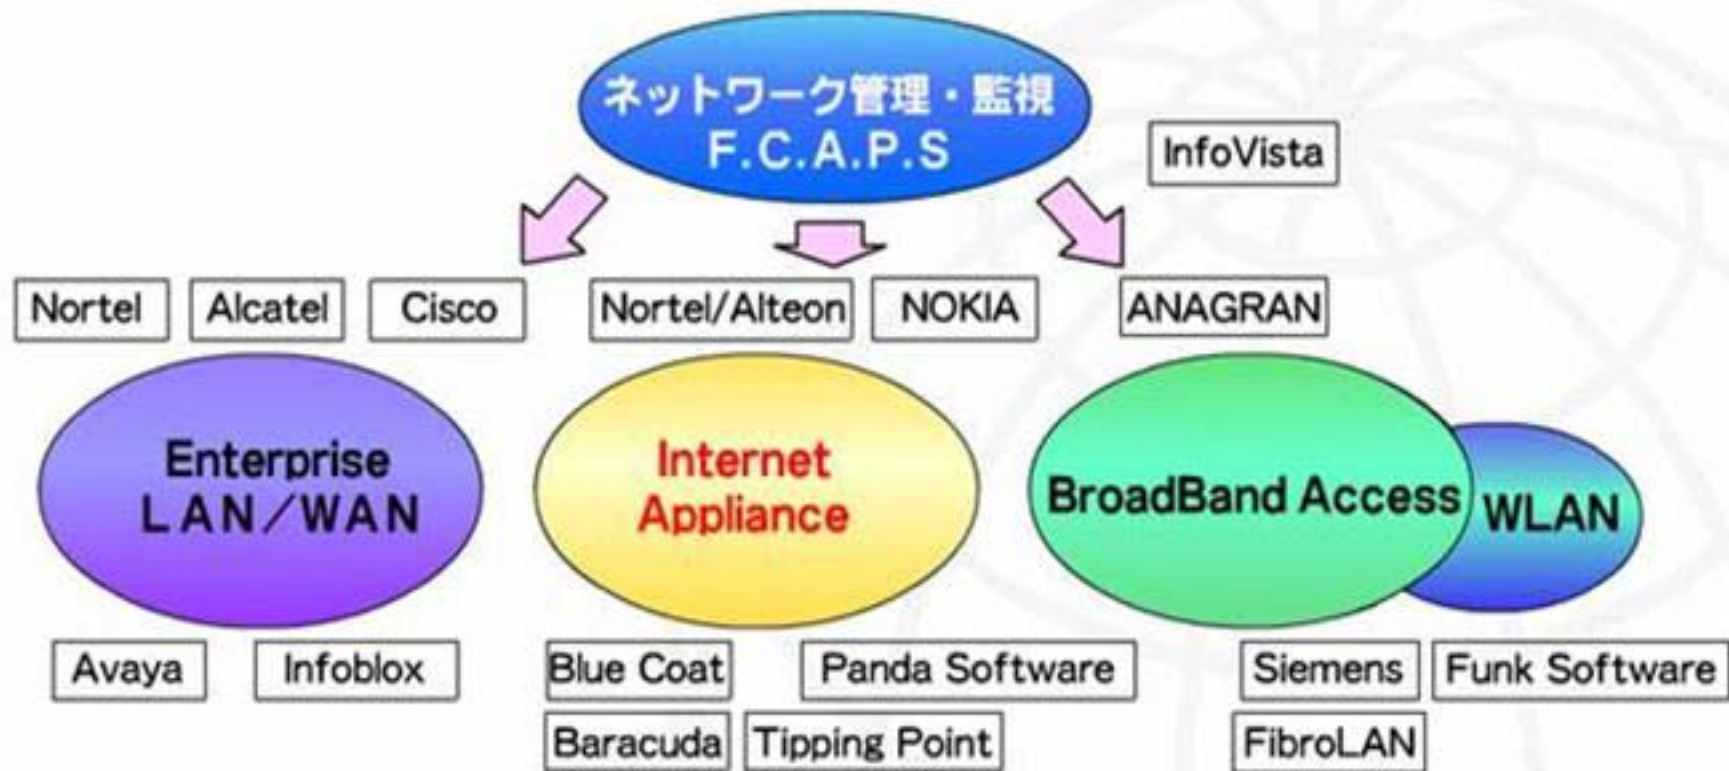 ネットワーク管理・監視
F.C.A.P.S
InfoVista
Nortel
Alcatel
Cisco
Nortel/Alteon
NOKIA
ANAGRAN
Enterprise
LAN/WAN
Internet
Appliance
BroadBand Access
WLAN
Avaya
Infoblox
Blue Coat
Panda Software
Siemens
Funk Software
Baracuda
Tipping Point
FibroLAN